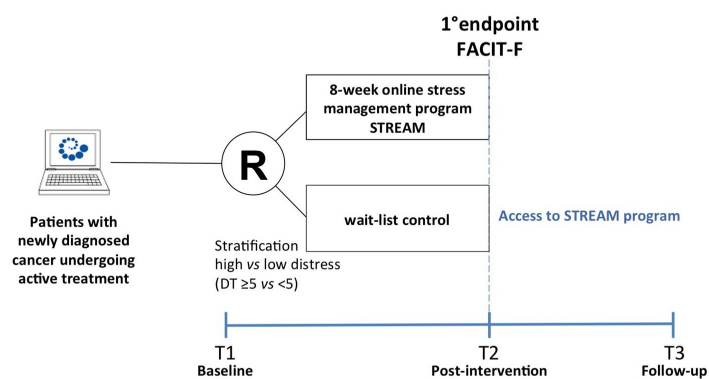 1°endpoint
FACIT-F
8-week online stress
management program
STREAM
R
wait-list control
Access to STREAM program
Patients with
newly diagnosed
cancer undergoing
active treatment
Stratification
high vs low distress
(DT ≥5 vs <5)
T1
Baseline
T2
Post-intervention
T3
Follow-up